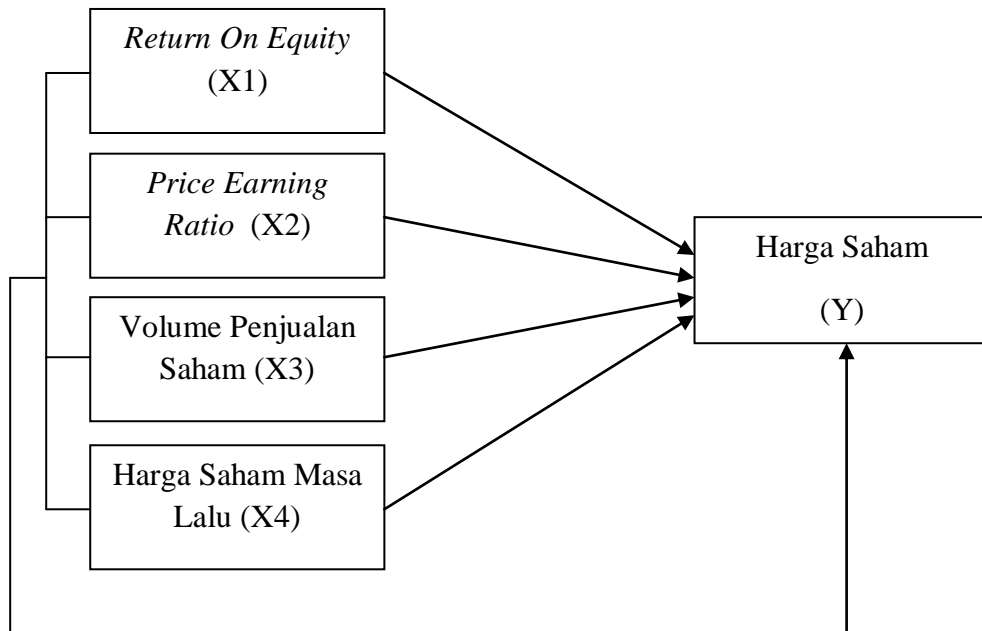 Return On Equity
(X1)
Price Earning
Ratio (X2)
Volume Penjualan
Saham (X3)
Harga Saham Masa
Lalu (X4)
Harga Saham
(Y)